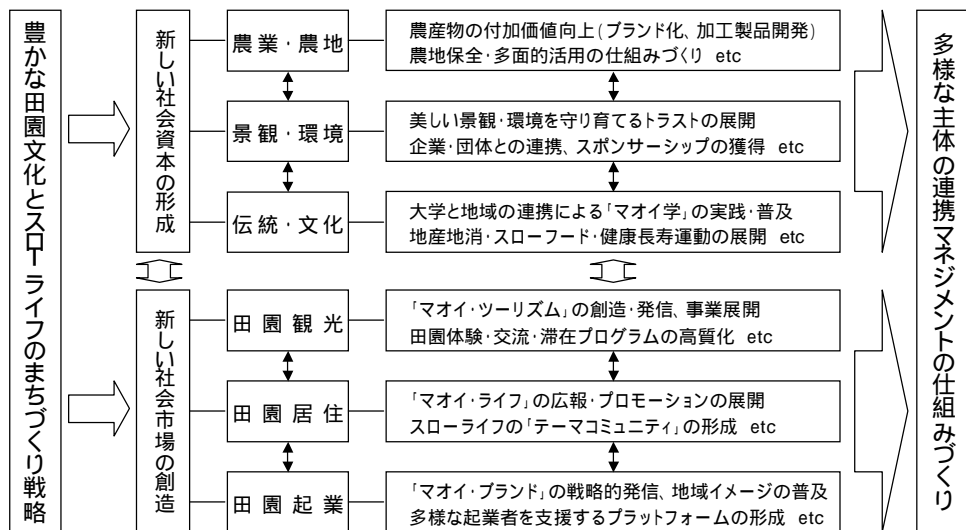 豊かな田園文化とスローライフのまちづくり戦略
新しい社会資本の形成
農業・農地
農産物の付加価値向上(ブランド化、加工製品開発)
農地保全・多面的活用の仕組みづくり etc
景観・環境
美しい景観・環境を守り育てるトラストの展開
企業・団体との連携、スポンサーシップの獲得 etc
伝統・文化
大学と地域の連携による「マオイ学」の実践・普及
地産地消・スローフード・健康長寿運動の展開 etc
新しい社会市場の創造
田園観光
「マオイ・ツーリズム」の創造・発信、事業展開
田園体験・交流・滞在プログラムの高質化 etc
田園居住
「マオイ・ライフ」の広報・プロモーションの展開
スローライフの「テーマコミュニティ」の形成 etc
田園起業
「マオイ・ブランド」の戦略的発信、地域イメージの普及
多様な起業者を支援するプラットフォームの形成 etc
多様な主体の連携マネジメントの仕組みづくり